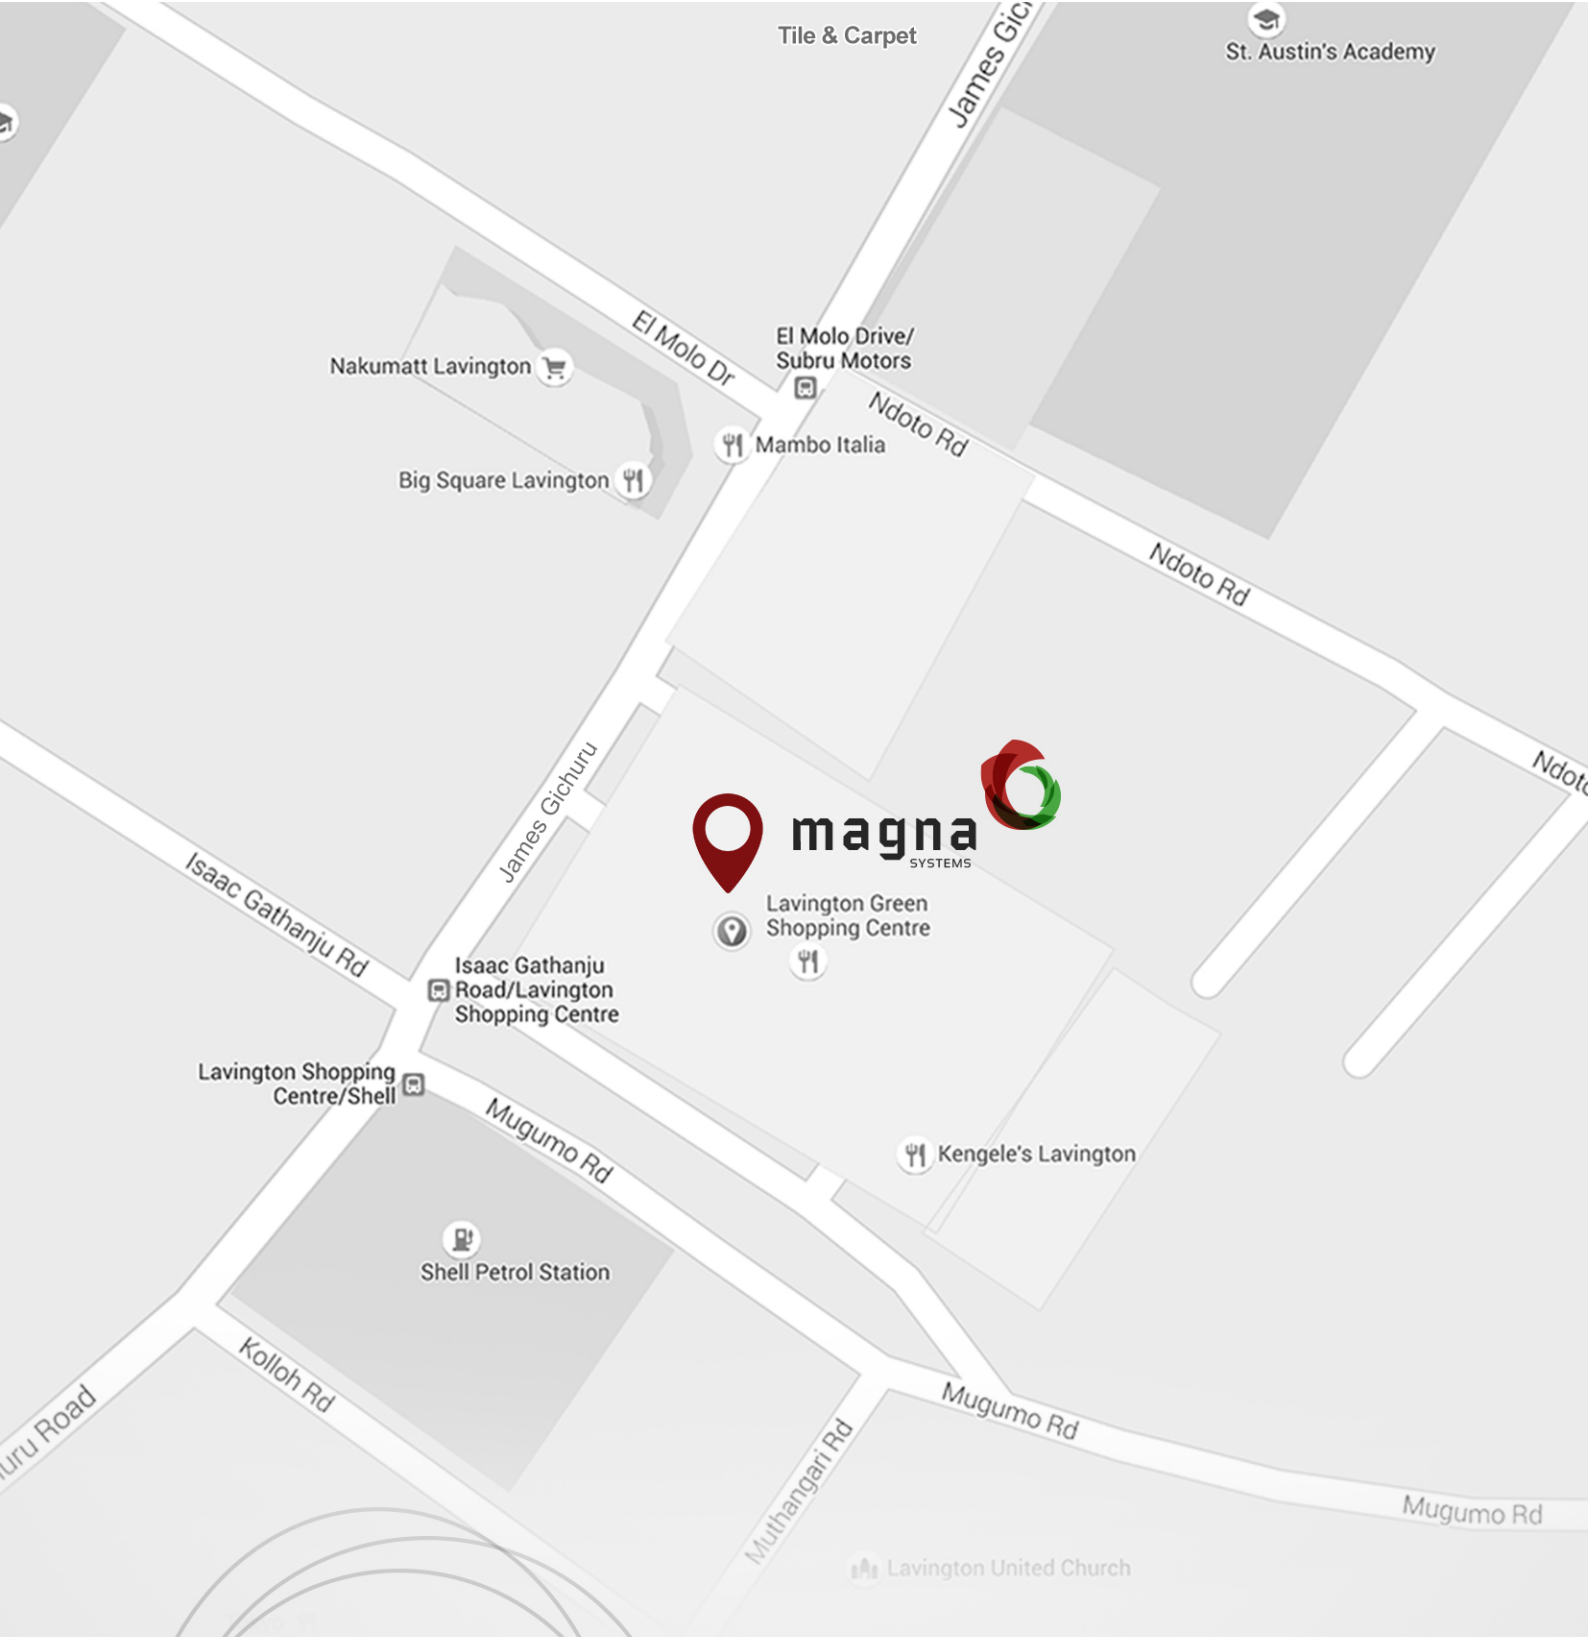 Tile & Carpet
James Gich
St. Austin's Academy
El Molo Dr
El Molo Drive/
Subru Motors
Nakumatt Lavington
Ndoto Rd
Mambo Italia
Big Square Lavington
Ndoto Rd
Ndoto
James Gichuru
magna
SYSTEMS
Isaac Gathanju Rd
Lavington Green
Shopping Centre
Isaac Gathanju
Road/Lavington
Shopping Centre
Lavington Shopping
Centre/Shell
Mugumo Rd
Kengele's Lavington
Shell Petrol Station
Kolloh Rd
uru Road
Mugumo Rd
Muthangari Rd
Mugumo Rd
Lavington United Church